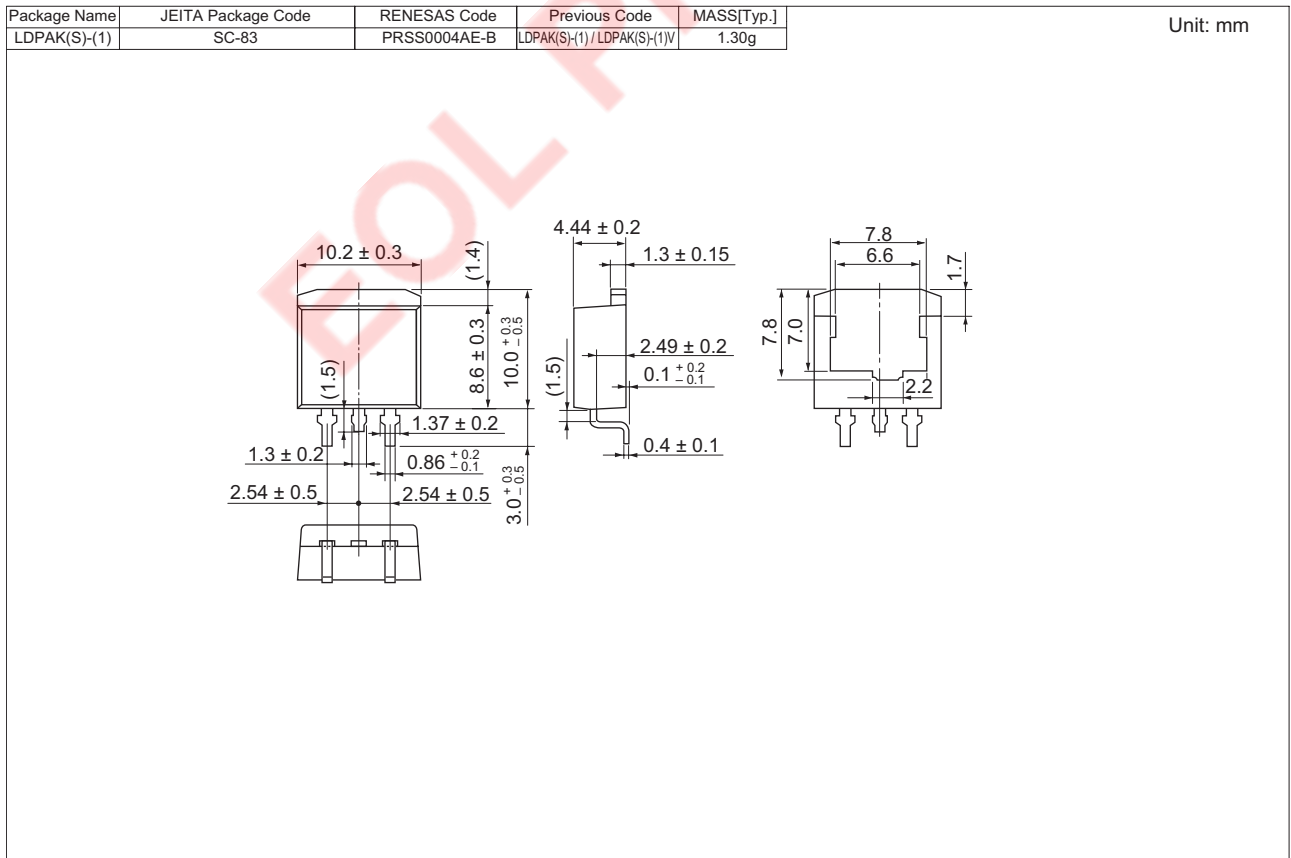 Package Name JEITA Package Code RENESAS Code Previous Code MASS[Typ.]
LDPAK(S)-(1) SC-83 PRSS0004AE-B LDPAK(S)-(1) / LDPAK(S)-(1)V 1.30g
Unit: mm
EOL P
10.2 ± 0.3
(1.4)
8.6 ± 0.3
10.0 + 0.3 – 0.5
(1.5)
1.37 ± 0.2
1.3 ± 0.2
0.86 + 0.2 – 0.1
2.54 ± 0.5
2.54 ± 0.5
3.0 + 0.3 – 0.5
4.44 ± 0.2
1.3 ± 0.15
2.49 ± 0.2
0.1 + 0.2 – 0.1
(1.5)
0.4 ± 0.1
7.8
6.6
1.7
7.8
7.0
2.2